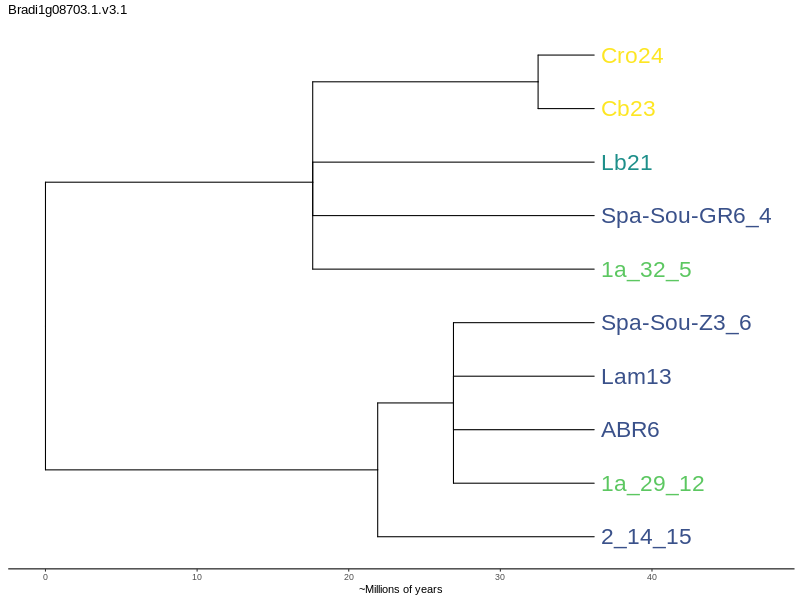 Bradi1g08703.1.v3.1
Cro24
Cb23
Lb21
Spa-Sou-GR6_4
1a_32_5
Spa-Sou-Z3_6
Lam13
ABR6
1a_29_12
2_14_15
0 10 20 30 40
~Millions of years